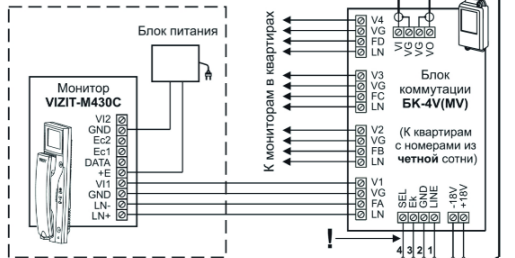 Блок питания
Монитор
VIZIT-M430C
VI2
GND
Ec2
Ec1
DATA
+E
VI1
GND
LN-
LN+
К мониторам в квартирах
V4
VG
FD
LN
V3
VG
FC
LN
V2
VG
FB
LN
V1
VG
FA
LN
VI
VG
VG
VO
Блок
коммутации
БК-4V(MV)
(К квартирам
с номерами из
четной сотни)
SEL
Ek
GND
LINE
-18V
+18V
!
4 3 2 1